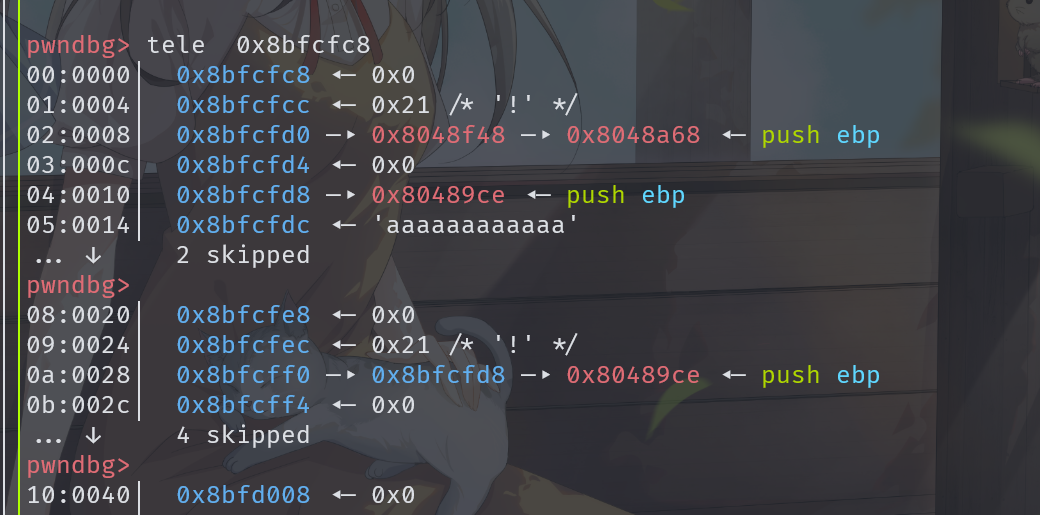 pwndbg> tele  0x8bfcfc8
00:0000│  0x8bfcfc8 ◂— 0x0
01:0004│  0x8bfcfcc ◂— 0x21 /* '!' */
02:0008│  0x8bfcfd0 —▸ 0x8048f48 —▸ 0x8048a68 ◂— push ebp
03:000c│  0x8bfcfd4 ◂— 0x0
04:0010│  0x8bfcfd8 —▸ 0x80489ce ◂— push ebp
05:0014│  0x8bfcfdc ◂— 'aaaaaaaaaaaa'
... ↓     2 skipped
pwndbg>
08:0020│  0x8bfcfe8 ◂— 0x0
09:0024│  0x8bfcfec ◂— 0x21 /* '!' */
0a:0028│  0x8bfcff0 —▸ 0x8bfcfd8 —▸ 0x80489ce ◂— push ebp
0b:002c│  0x8bfcff4 ◂— 0x0
... ↓     4 skipped
pwndbg>
10:0040│  0x8bfd008 ◂— 0x0